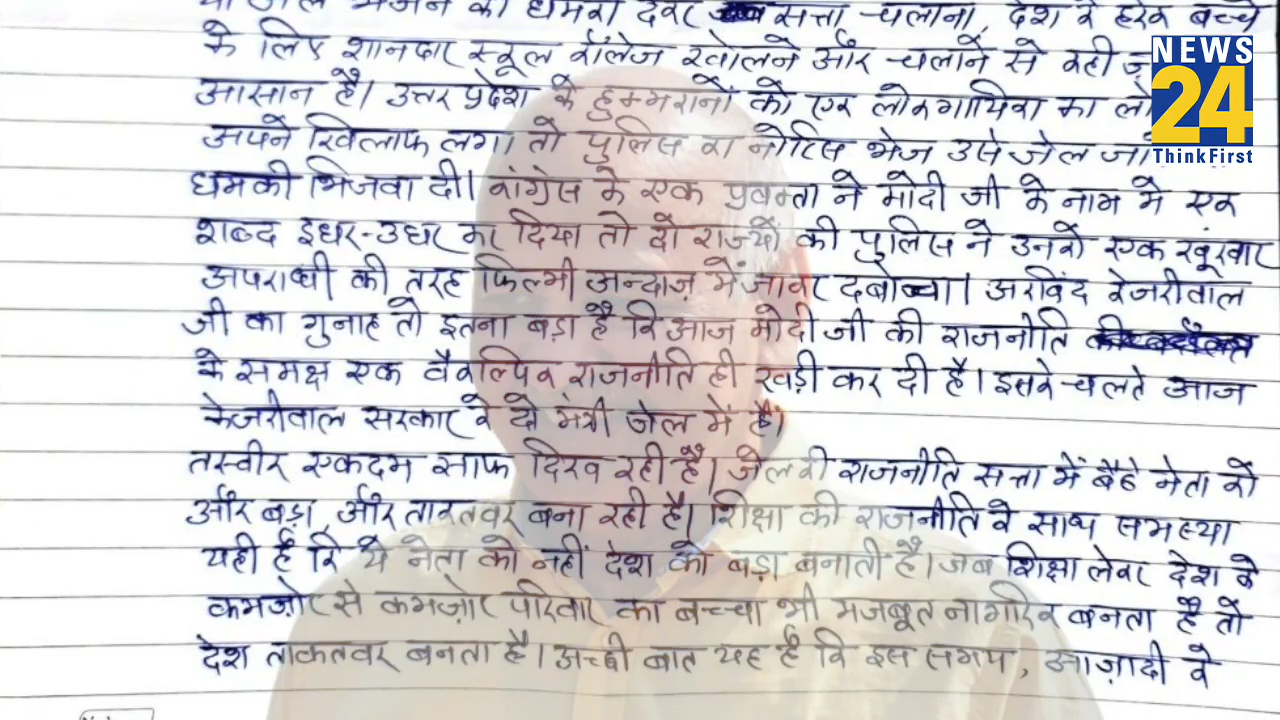 या जेल भेजने की धमकी देकर सत्ता चलाना, देश के हरेक बच्चे
के लिए शानदार स्कूल कॉलेज खोलने और चलाने से कहीं ज़
आसान है। उत्तर प्रदेश के हुक्मरानों को एक लोकगायिका का लो
अपने खिलाफ लगा तो पुलिस का नोटिस भेज उसे जेल जा
धमकी भिजवा दी। कांग्रेस के एक प्रवक्ता ने मोदी जी के नाम में एक
शब्द इधर-उधर कर दिया तो दो राज्यों की पुलिस ने उनको एक खूंखार
अपराधी की तरह फिल्मी अन्दाज़ में जाकर दबोच्चा। अरविंद केजरीवाल
जी का गुनाह तो इतना बड़ा है कि आज मोदी जी की राजनीति
के समक्ष एक वैकल्पिक राजनीति ही खड़ी कर दी है। इसके चलते आज
केजरीवाल सरकार के दो मंत्री जेल में हैं।
तस्वीर एकदम साफ दिख रही है। जेल की राजनीति सत्ता में बैठे नेता को
और बड़ा, और ताकतवर बना रही है। शिक्षा की राजनीति के साथ समस्या
यही है कि ये नेता को नहीं देश को बड़ा बनाती है। जब शिक्षा लेकर देश के
कमज़ोर से कमज़ोर परिवार का बच्चा भी मजबूत नागरिक बनता है तो
देश ताकतवर बनता है। अच्छी बात यह है कि इस समय, आज़ादी के
NEWS
24
Think First